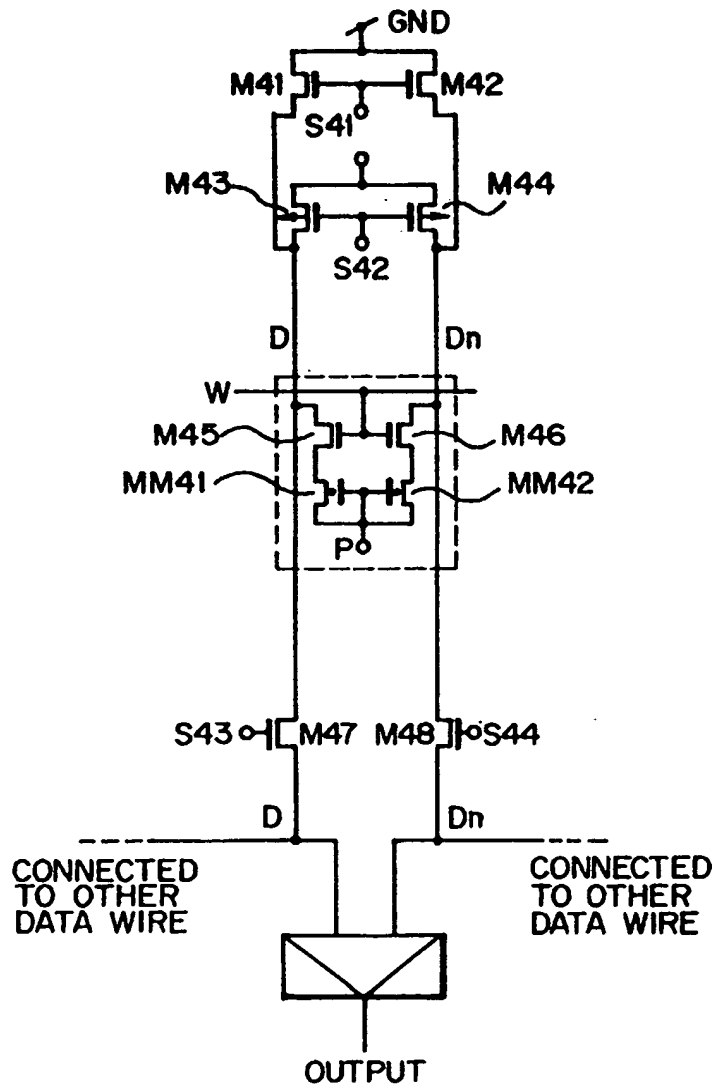 GND
M41
M42
S41
M43
M44
S42
D
Dn
W
M45
M46
MM41
MM42
P
S43
M47
M48
S44
D
Dn
CONNECTED
TO OTHER
DATA WIRE
CONNECTED
TO OTHER
DATA WIRE
OUTPUT